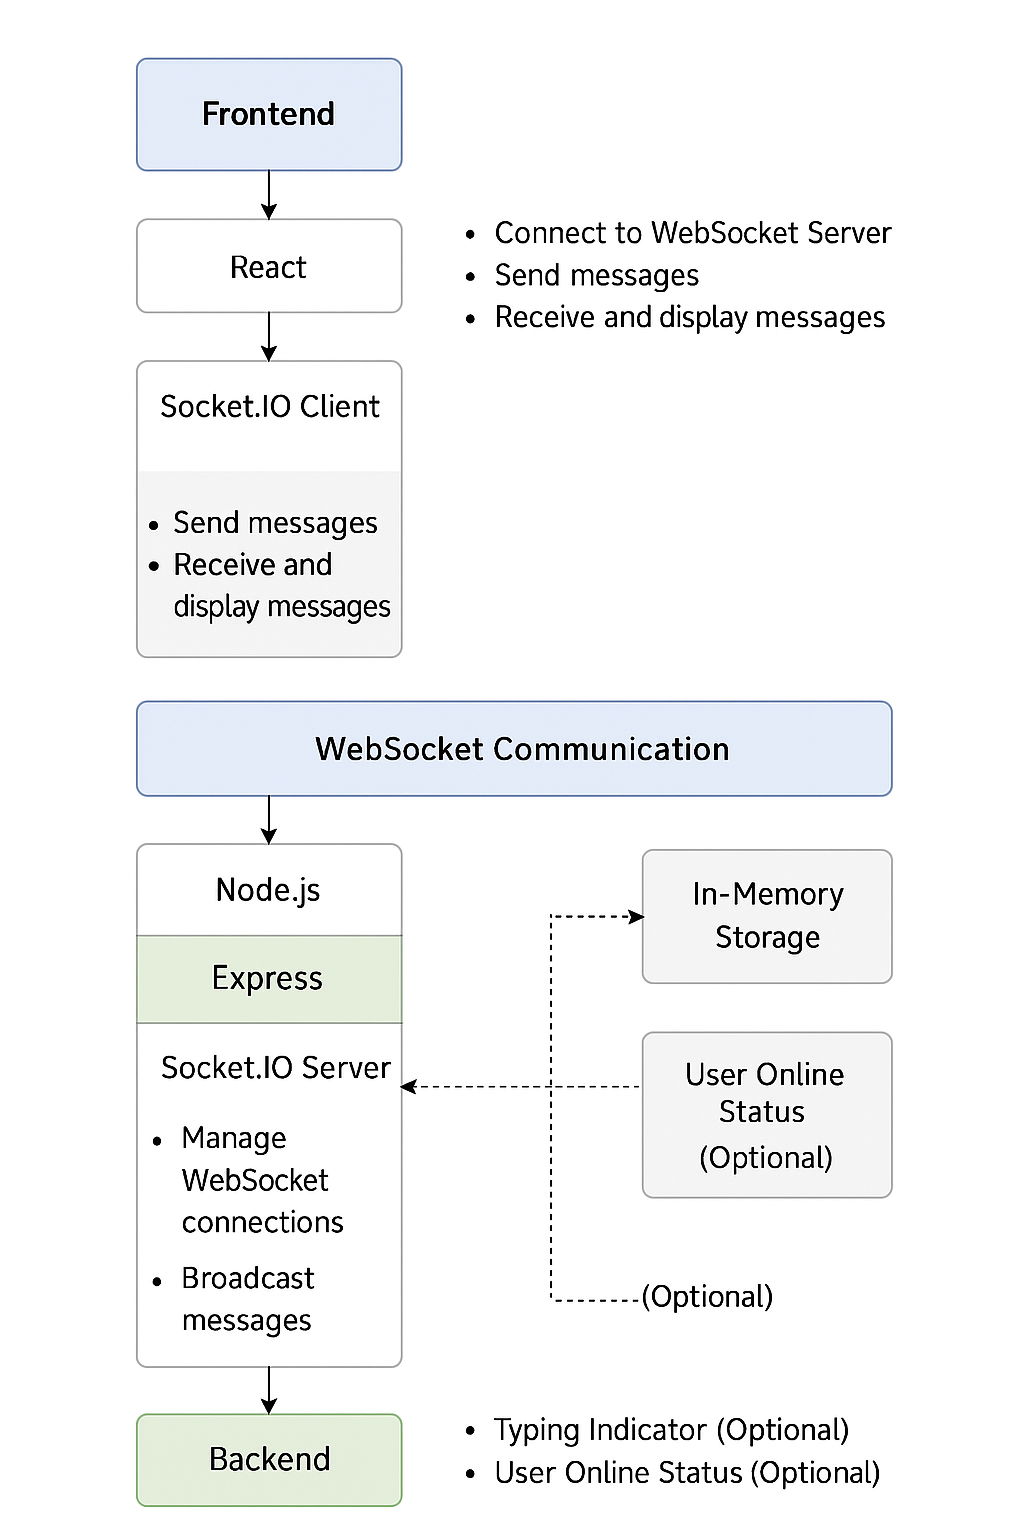 Frontend
React
• Connect to WebSocket Server
• Send messages
• Receive and display messages
Socket.IO Client
• Send messages
• Receive and
display messages
WebSocket Communication
Node.js
Express
Socket.IO Server
• Manage
WebSocket
connections
• Broadcast
messages
In-Memory
Storage
User Online
Status
(Optional)
(Optional)
Backend
• Typing Indicator (Optional)
• User Online Status (Optional)